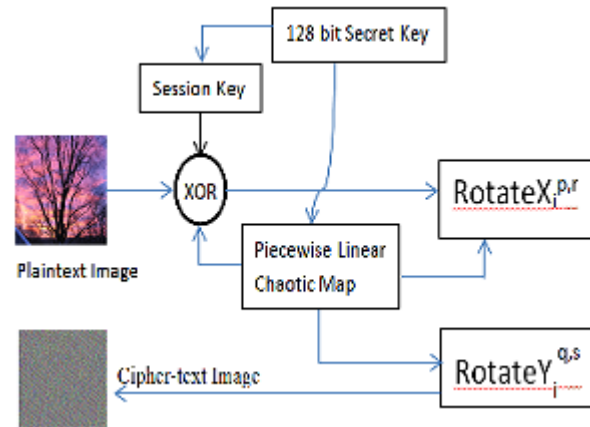 128 bit Secret Key
Session Key
XOR
RotateX_i^p,r
Plaintext Image
Piecewise Linear
Chaotic Map
RotateY_i^q,s
Cipher-text Image